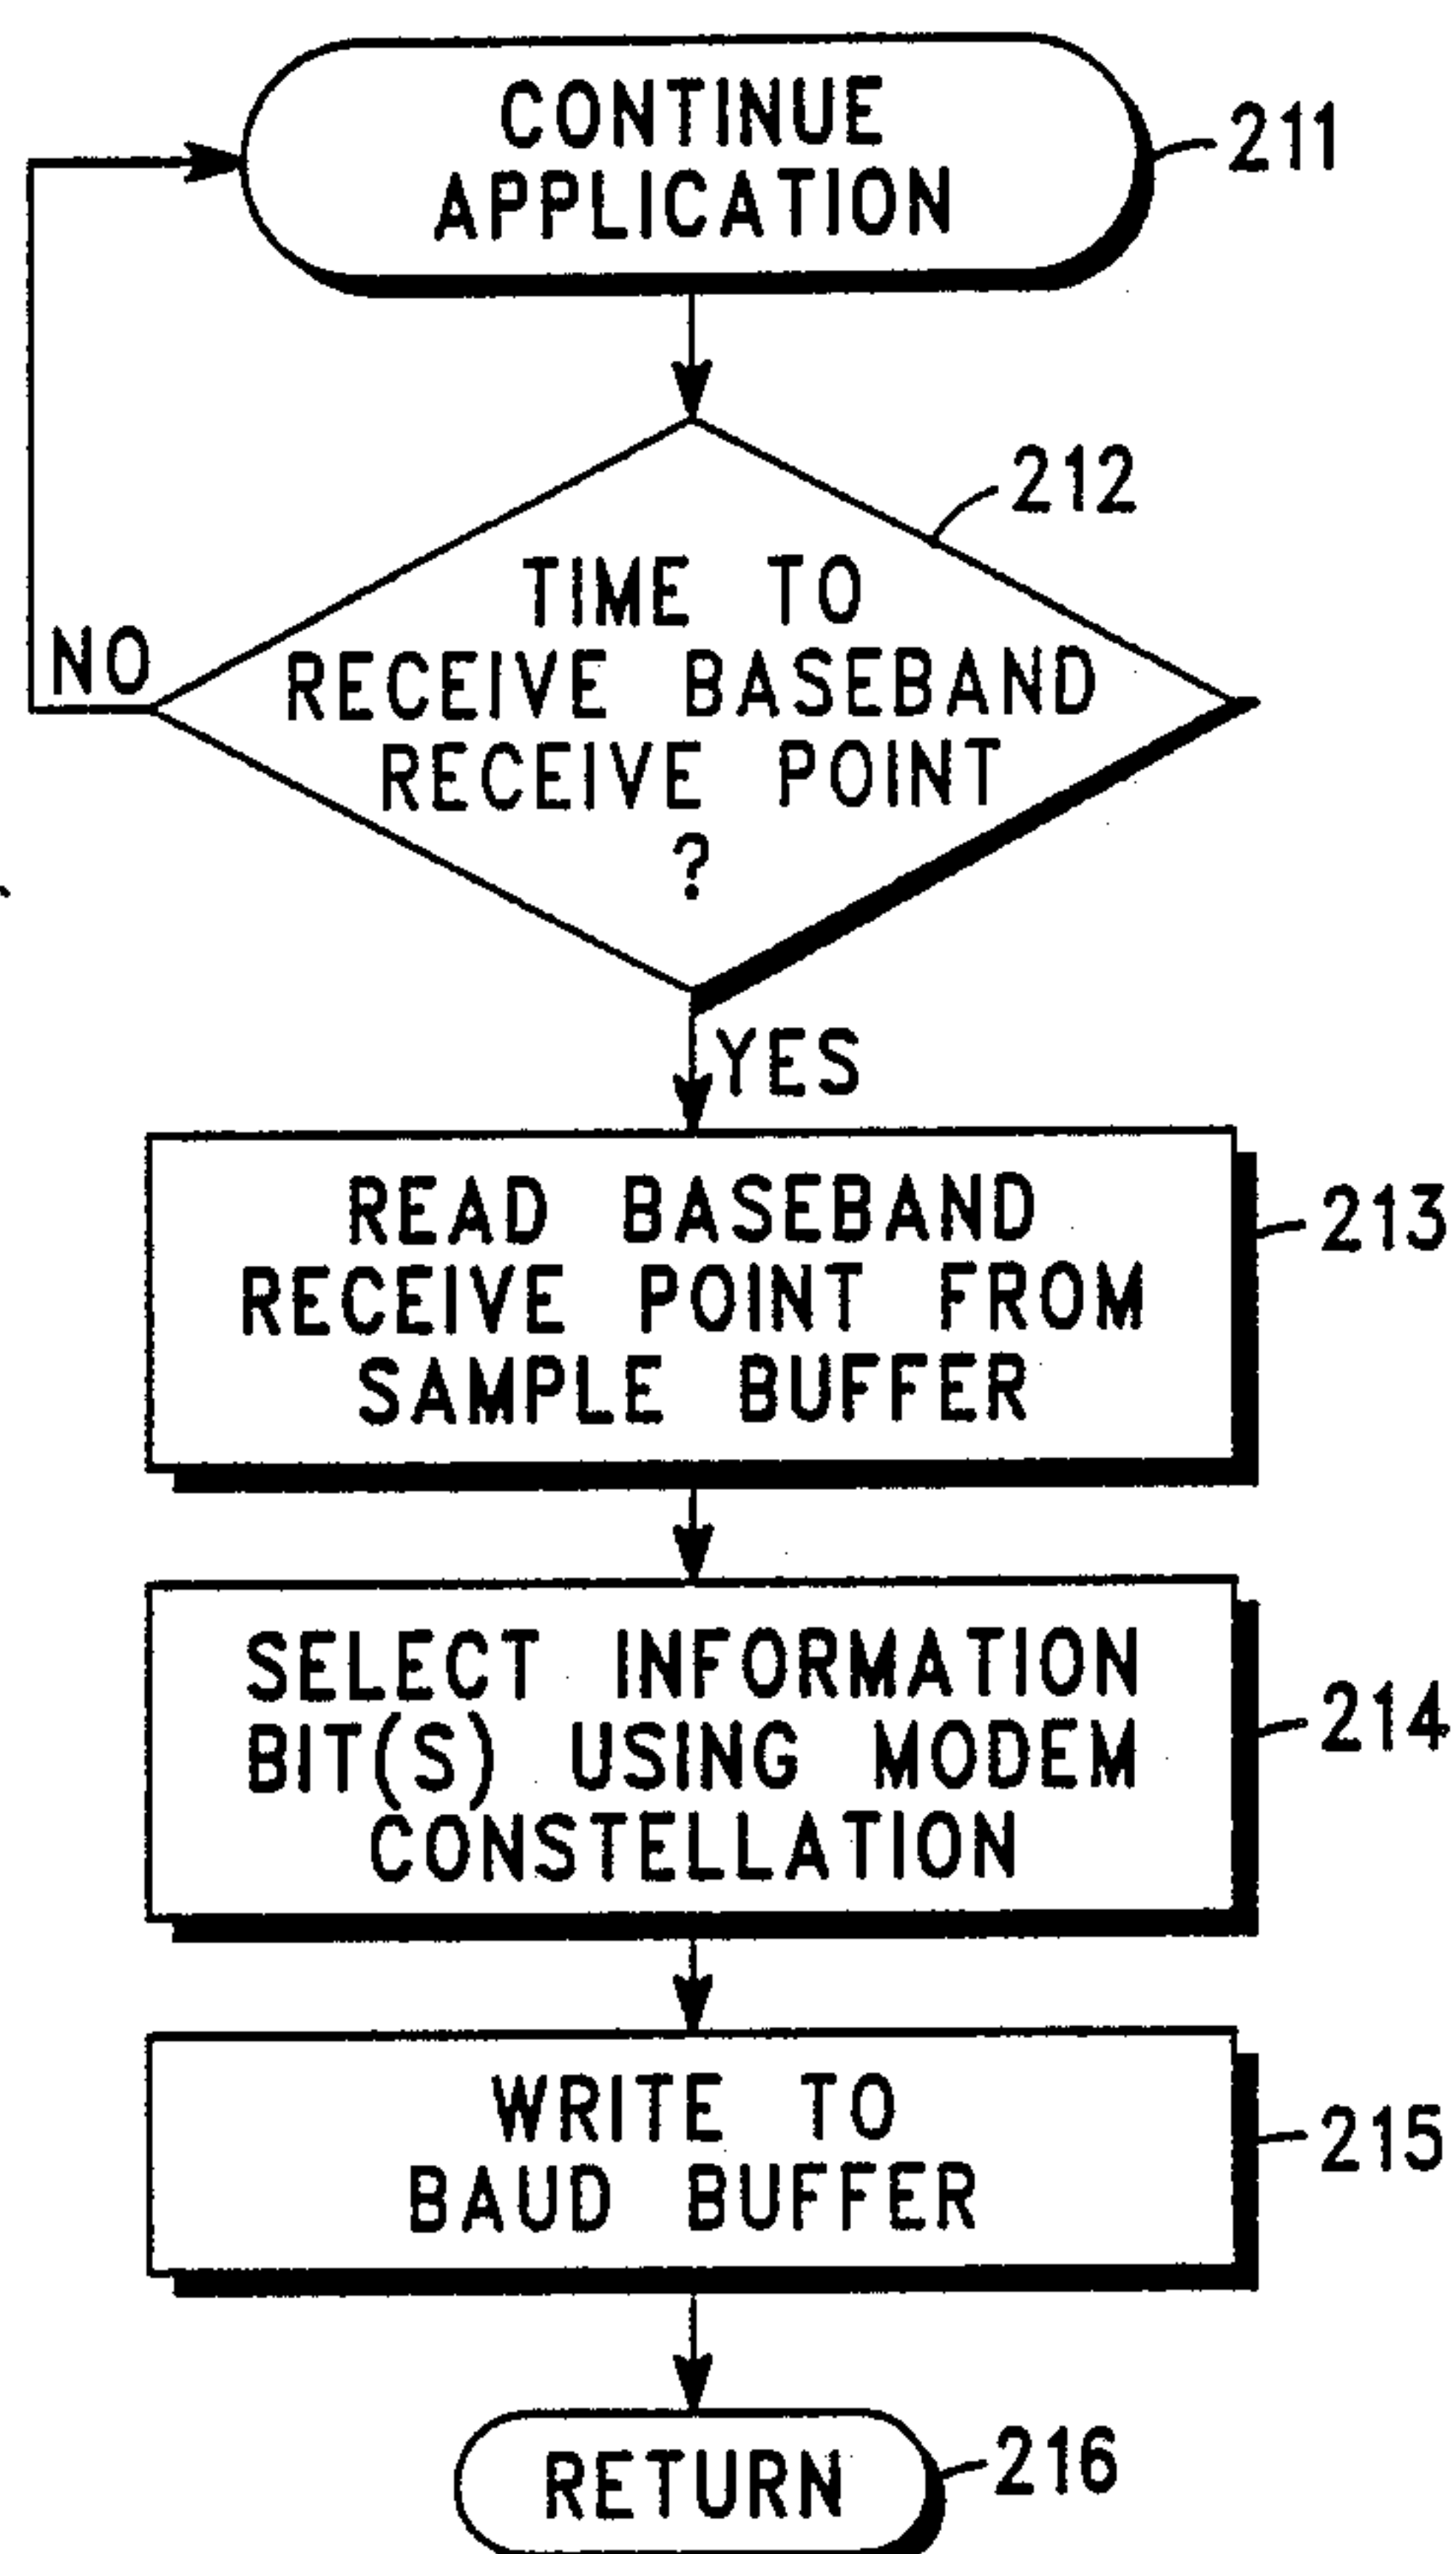 CONTINUE
APPLICATION
211
212
TIME TO
RECEIVE BASEBAND
RECEIVE POINT
?
NO
YES
READ BASEBAND
RECEIVE POINT FROM
SAMPLE BUFFER
213
SELECT INFORMATION
BIT(S) USING MODEM
CONSTELLATION
214
WRITE TO
BAUD BUFFER
215
RETURN
216